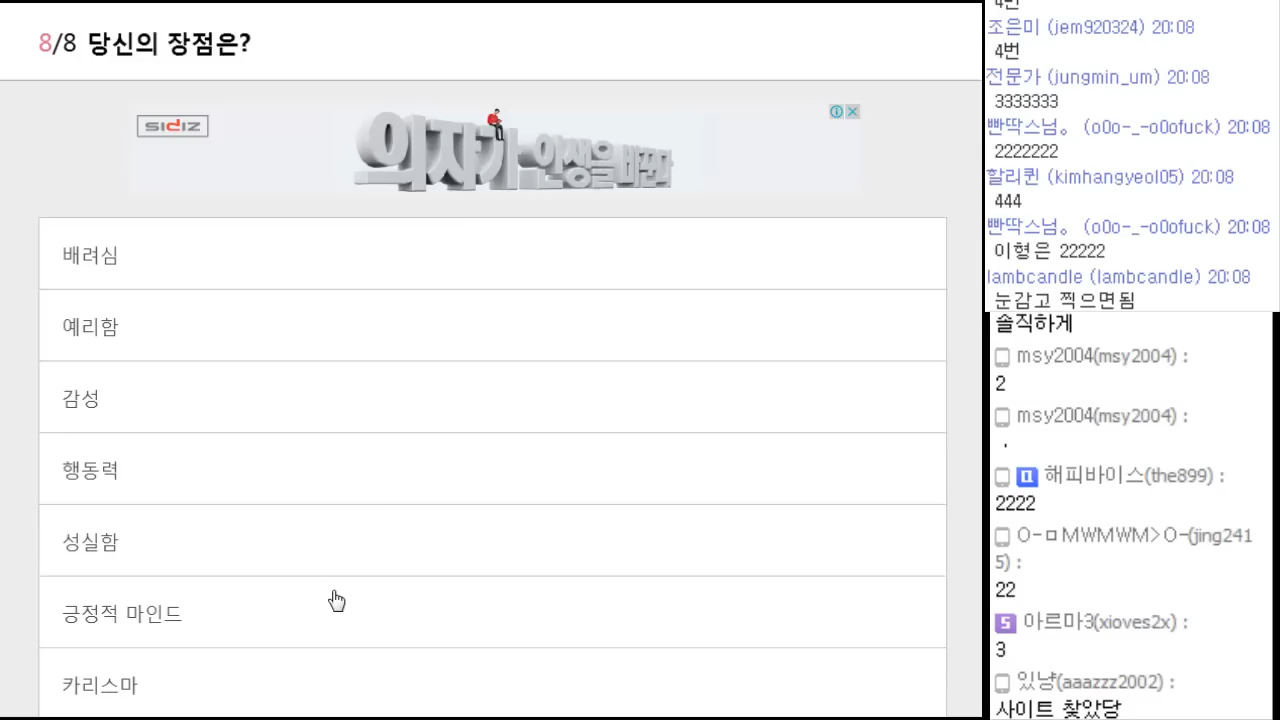 8/8 당신의 장점은?
SIDIZ
의자가 인생을 바꾼다
배려심
예리함
감성
행동력
성실함
긍정적 마인드
카리스마
4번
조은미 (jem920324) 20:08
4번
전문가 (jungmin_um) 20:08
3333333
빤딱스님。 (o0o-_-o0ofuck) 20:08
2222222
할리퀸 (kimhangyeol05) 20:08
444
빤딱스님。 (o0o-_-o0ofuck) 20:08
이형은 22222
lambcandle (lambcandle) 20:08
눈감고 찍으면됨
솔직하게
msy2004(msy2004) :
2
msy2004(msy2004) :
.
해피바이스(the899) :
2222
O-ㅁMWMWM>O-(jing241
5) :
22
S 아르마3(xioves2x) :
3
있냥(aaazzz2002) :
사이트 찾았당